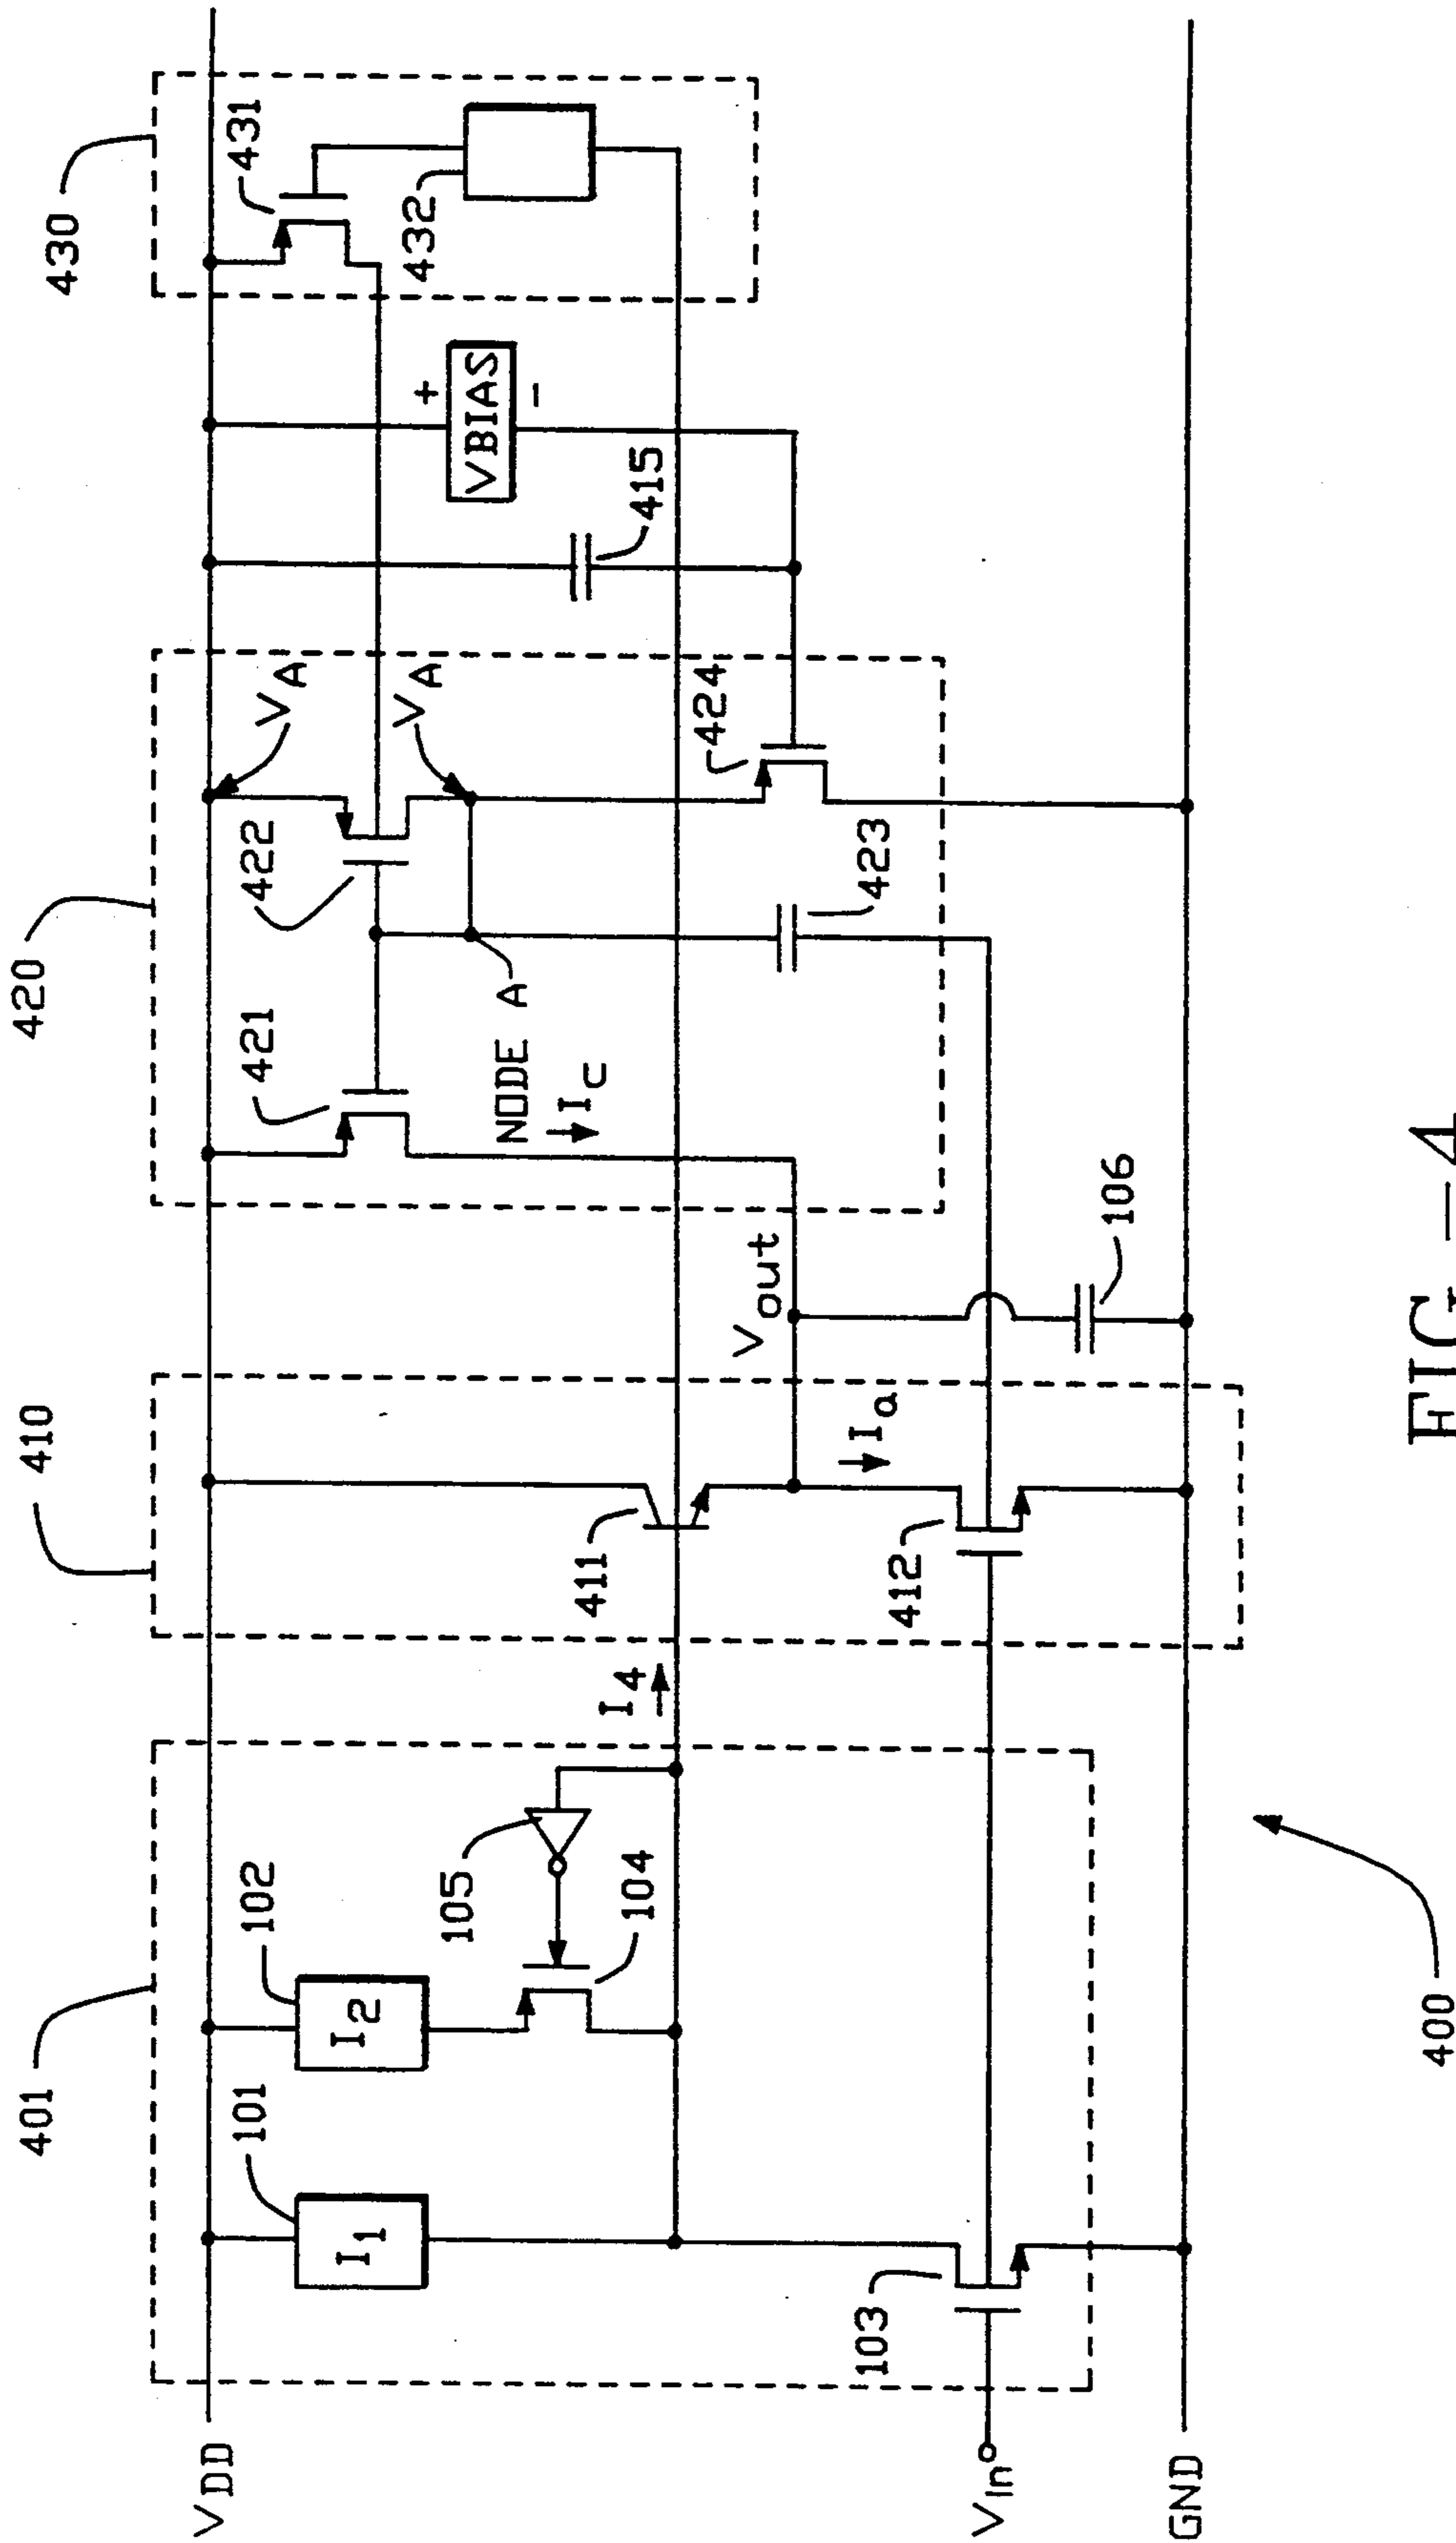 401
410
420
430
101
102
I1
I2
105
104
I4
411
421
422
VA
VA
431
432
+
VBIAS
-
415
NODE A
IC
Vout
424
423
103
412
Ia
106
VDD
Vin
GND
400
FIG.-4